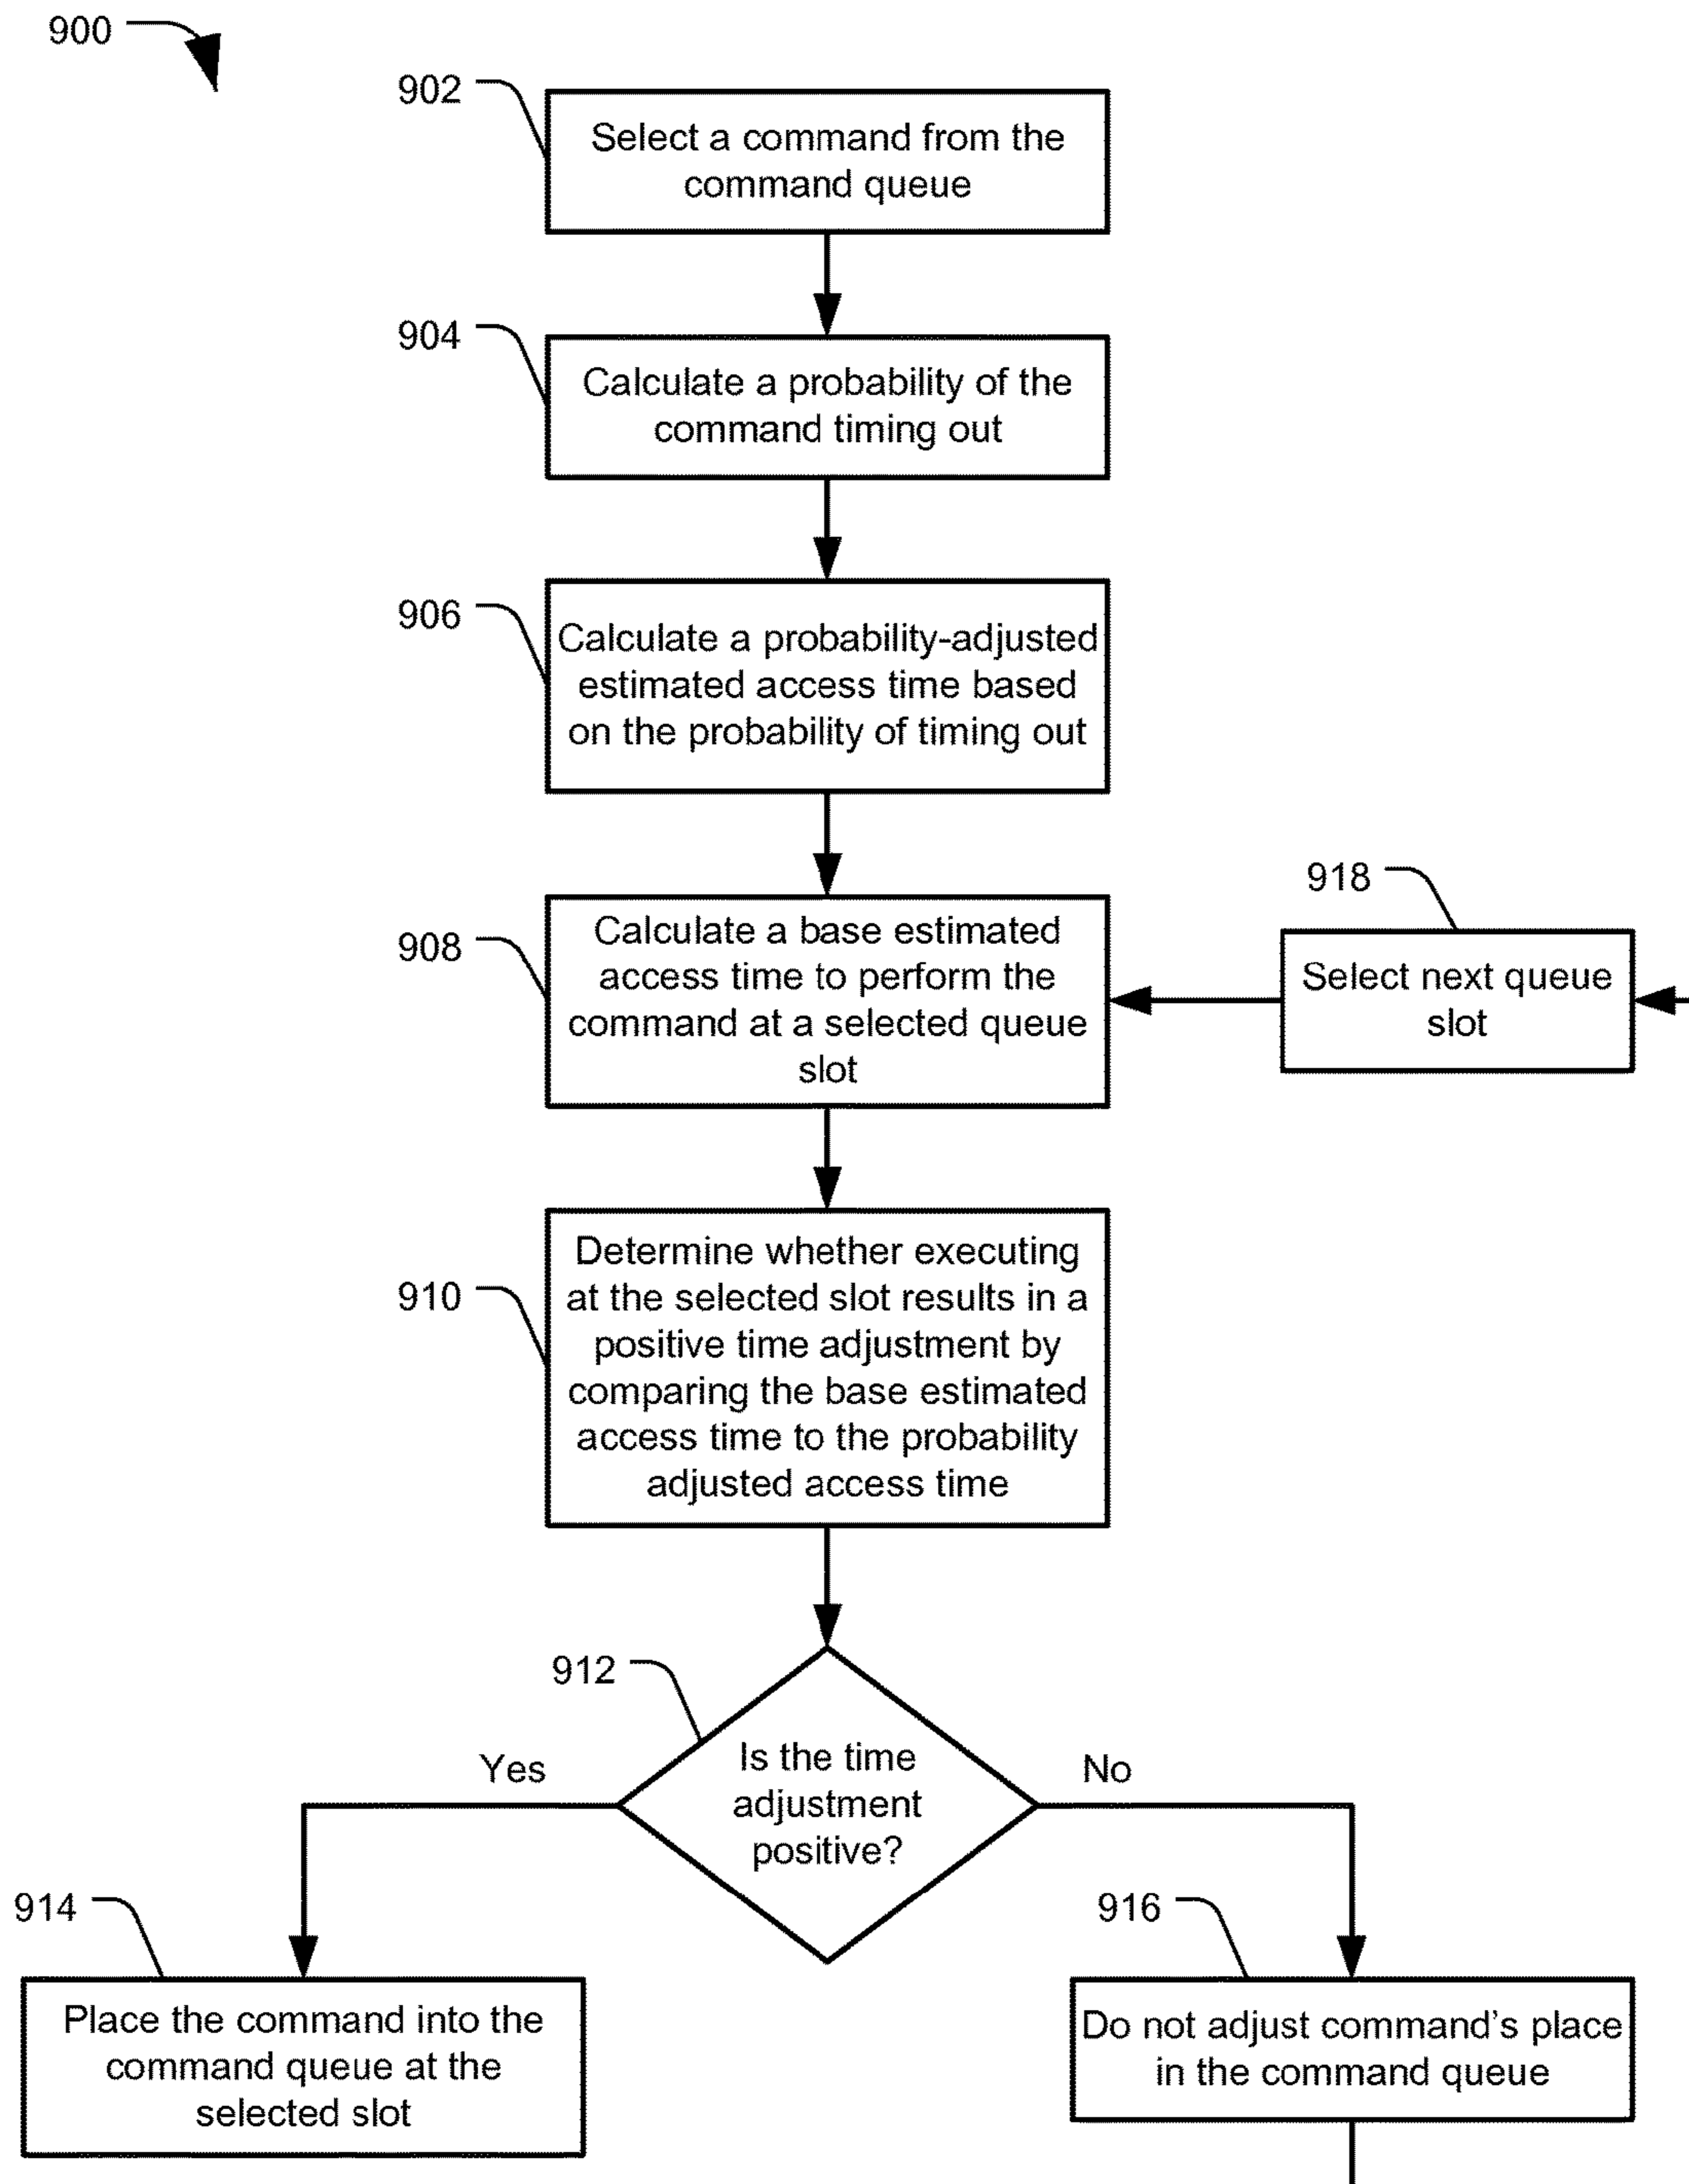 900
902
Select a command from the
command queue
904
Calculate a probability of the
command timing out
906
Calculate a probability-adjusted
estimated access time based
on the probability of timing out
908
Calculate a base estimated
access time to perform the
command at a selected queue
slot
918
Select next queue
slot
910
Determine whether executing
at the selected slot results in a
positive time adjustment by
comparing the base estimated
access time to the probability
adjusted access time
912
Is the time
adjustment
positive?
Yes
No
914
Place the command into the
command queue at the
selected slot
916
Do not adjust command's place
in the command queue